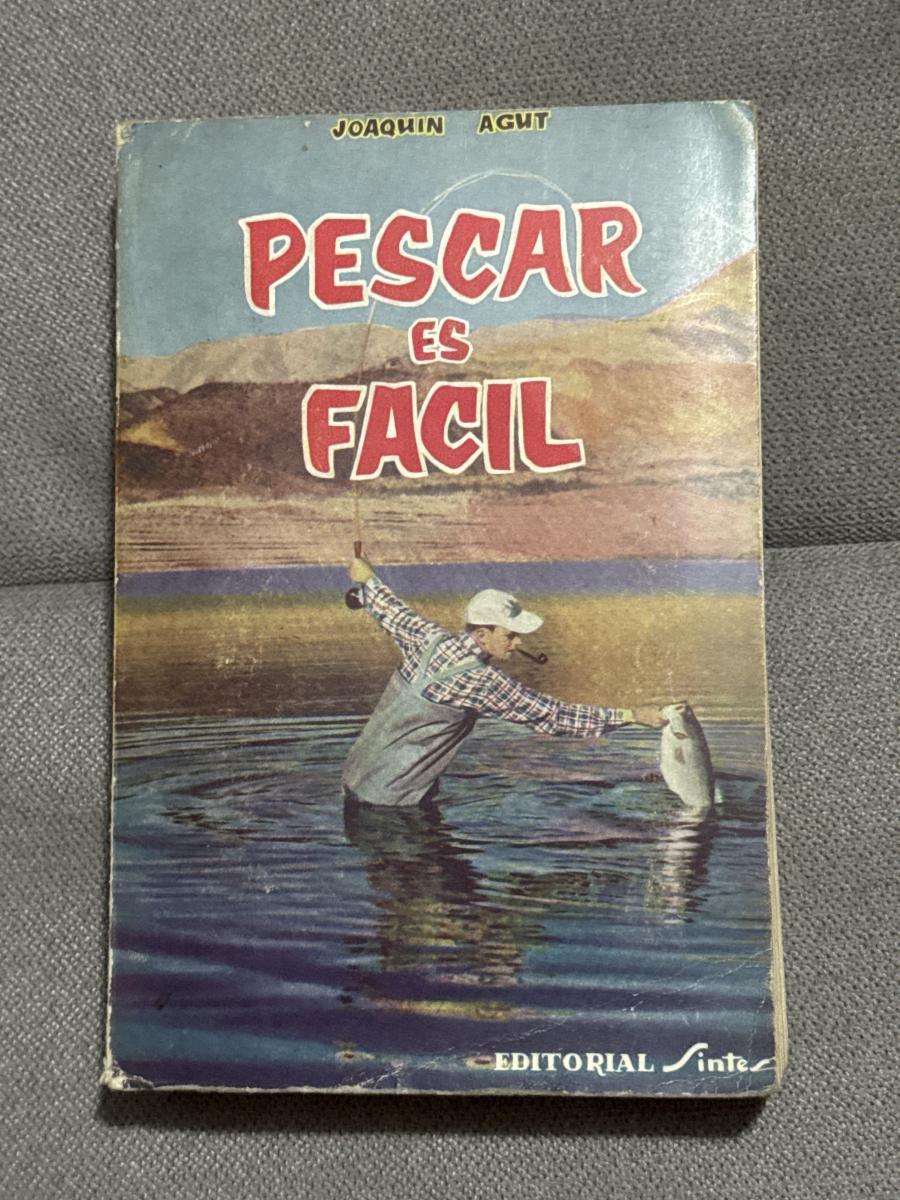 JOAQUIN AGUT
PESCAR
ES
FACIL
EDITORIAL Sintes